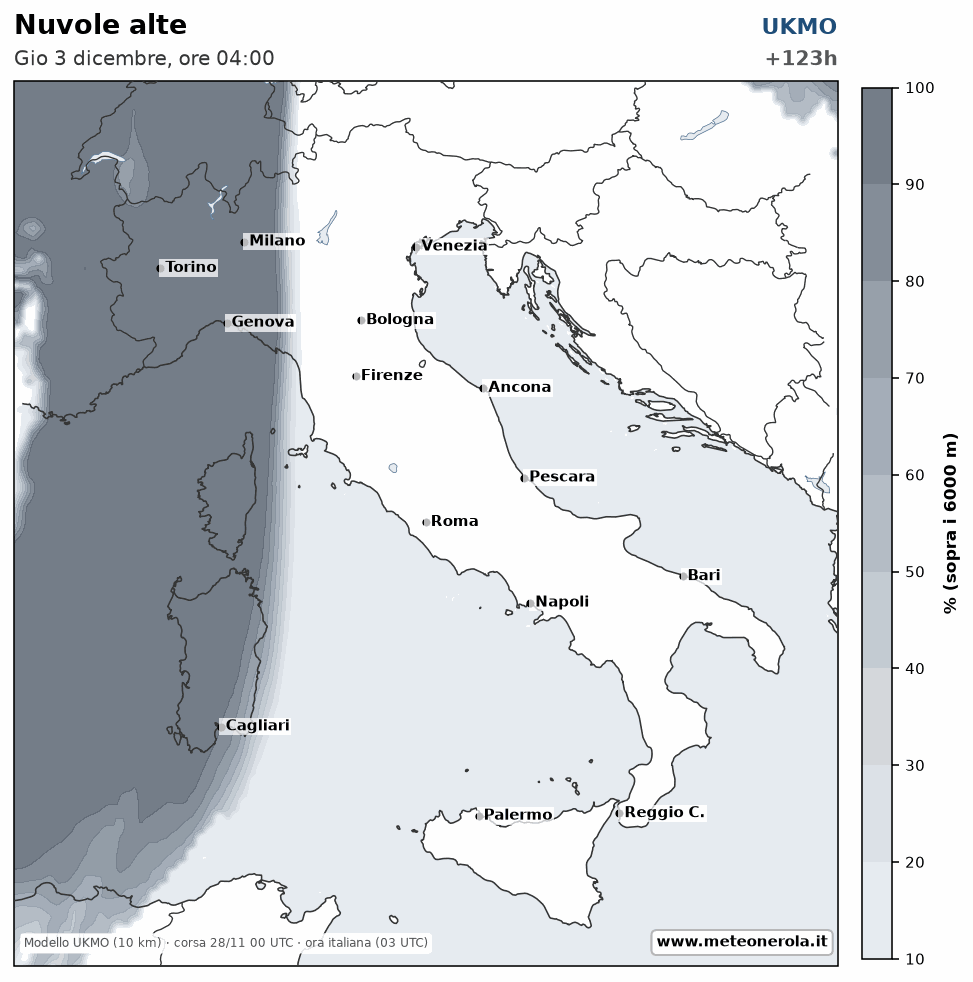 Nuvole alte
UKMO
Gio 3 dicembre, ore 04:00
+123h
100
90
80
70
60
50
40
30
20
10
% (sopra i 6000 m)
Milano
Venezia
Torino
Genova
Bologna
Firenze
Ancona
Pescara
Roma
Bari
Napoli
Cagliari
Palermo
Reggio C.
Modello UKMO (10 km) · corsa 28/11 00 UTC · ora italiana (03 UTC)
www.meteonerola.it